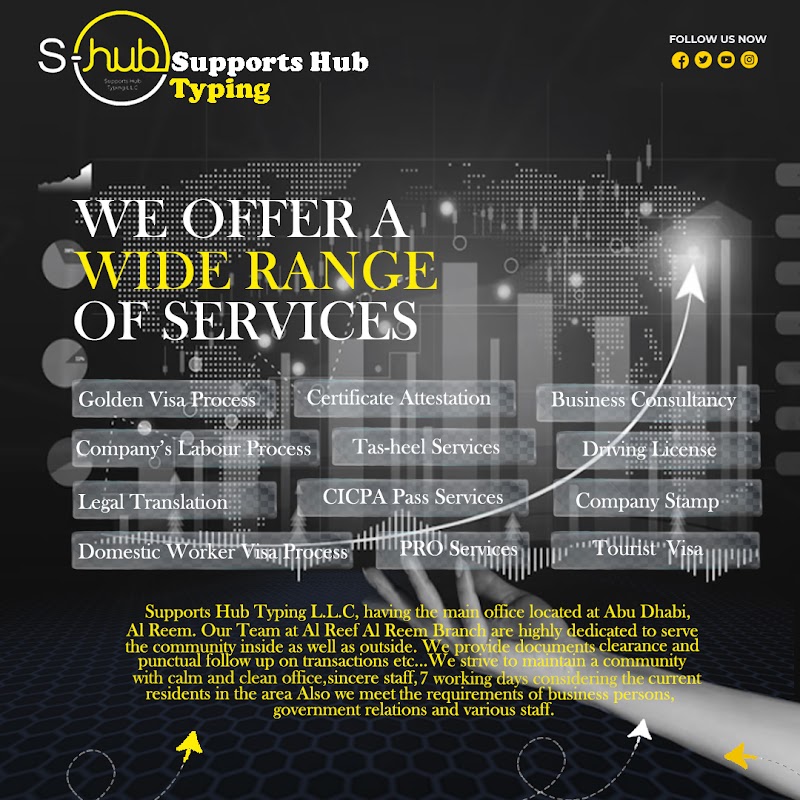 S-hub
Supports Hub
Typing L.L.C
Supports Hub
Typing
FOLLOW US NOW
WE OFFER A
WIDE RANGE
OF SERVICES
Golden Visa Process
Certificate Attestation
Business Consultancy
Company's Labour Process
Tas-heel Services
Driving License
Legal Translation
CICPA Pass Services
Company Stamp
Domestic Worker Visa Process
PRO Services
Tourist Visa
Supports Hub Typing L.L.C, having the main office located at Abu Dhabi,
Al Reem. Our Team at Al Reef Al Reem Branch are highly dedicated to serve
the community inside as well as outside. We provide documents clearance and
punctual follow up on transactions etc...We strive to maintain a community
with calm and clean office,sincere staff,7 working days considering the current
residents in the area Also we meet the requirements of business persons,
government relations and various staff.